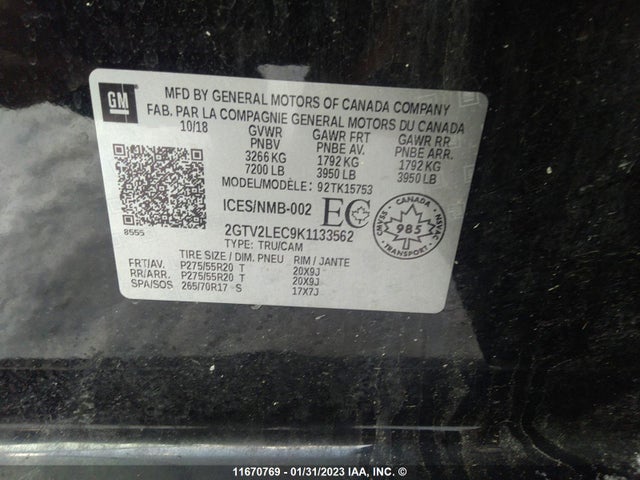 GM
MFD BY GENERAL MOTORS OF CANADA COMPANY
FAB. PAR LA COMPAGNIE GENERAL MOTORS DU CANADA
10/18 GVWR GAWR FRT GAWR RR
PNBV PNBE AV. PNBE ARR.
3266 KG 1792 KG 1792 KG
7200 LB 3950 LB 3950 LB
MODEL/MODÈLE: 92TK15753
ICES/NMB-002 EC
CANADA 985 NSVAC
2GTV2LEC9K1133562
8555
TYPE: TRU/CAM
TIRE SIZE / DIM. PNEU RIM / JANTE
FRT/AV. P275/55R20 T 20X9J
RR/ARR. P275/55R20 T 20X9J
SPA/SOS 265/70R17 S 17X7J
11670769 - 01/31/2023 IAA, INC. ©